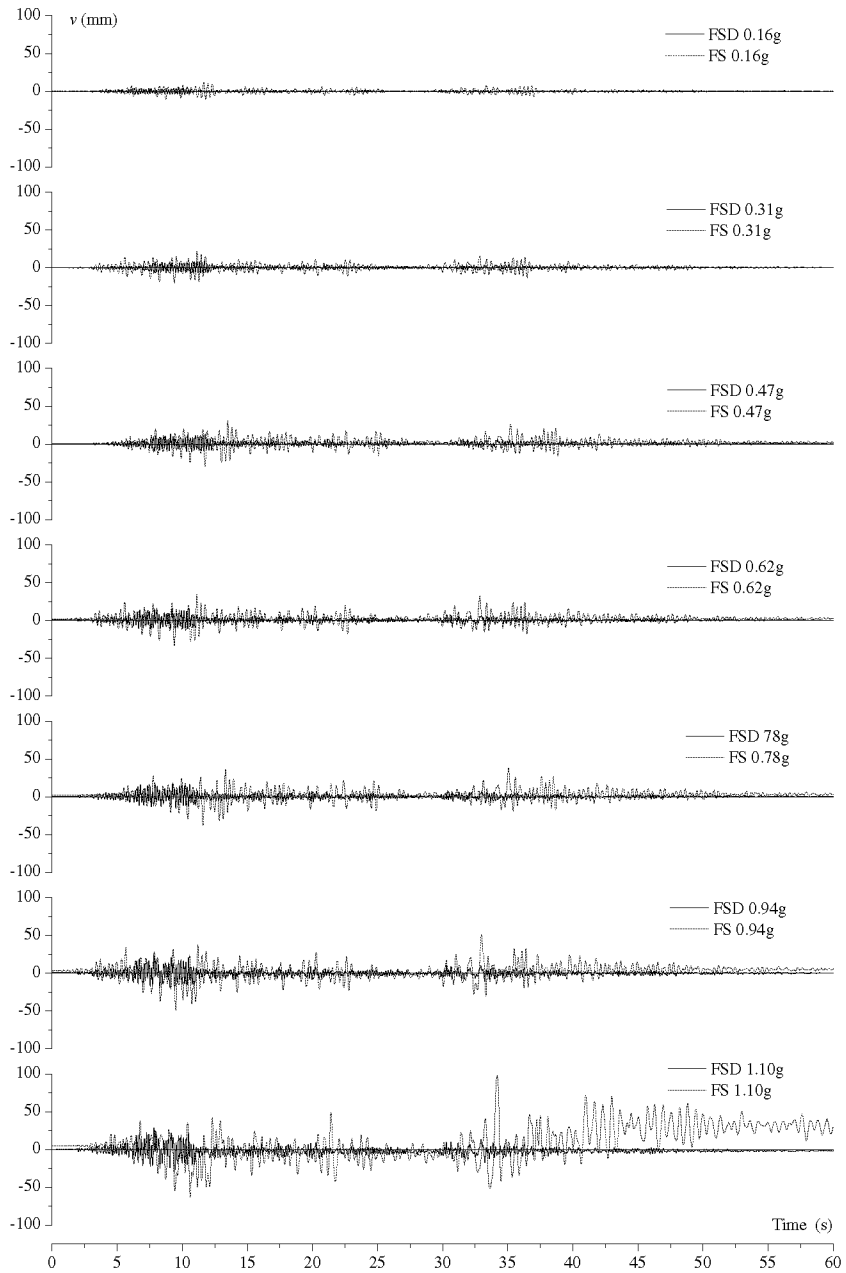 100
v (mm)
50
0
-50
-100
FSD 0.16g
FS 0.16g
100
50
0
-50
-100
FSD 0.31g
FS 0.31g
100
50
0
-50
-100
FSD 0.47g
FS 0.47g
100
50
0
-50
-100
FSD 0.62g
FS 0.62g
100
50
0
-50
-100
FSD 78g
FS 0.78g
100
50
0
-50
-100
FSD 0.94g
FS 0.94g
100
50
0
-50
-100
FSD 1.10g
FS 1.10g
Time (s)
0 5 10 15 20 25 30 35 40 45 50 55 60